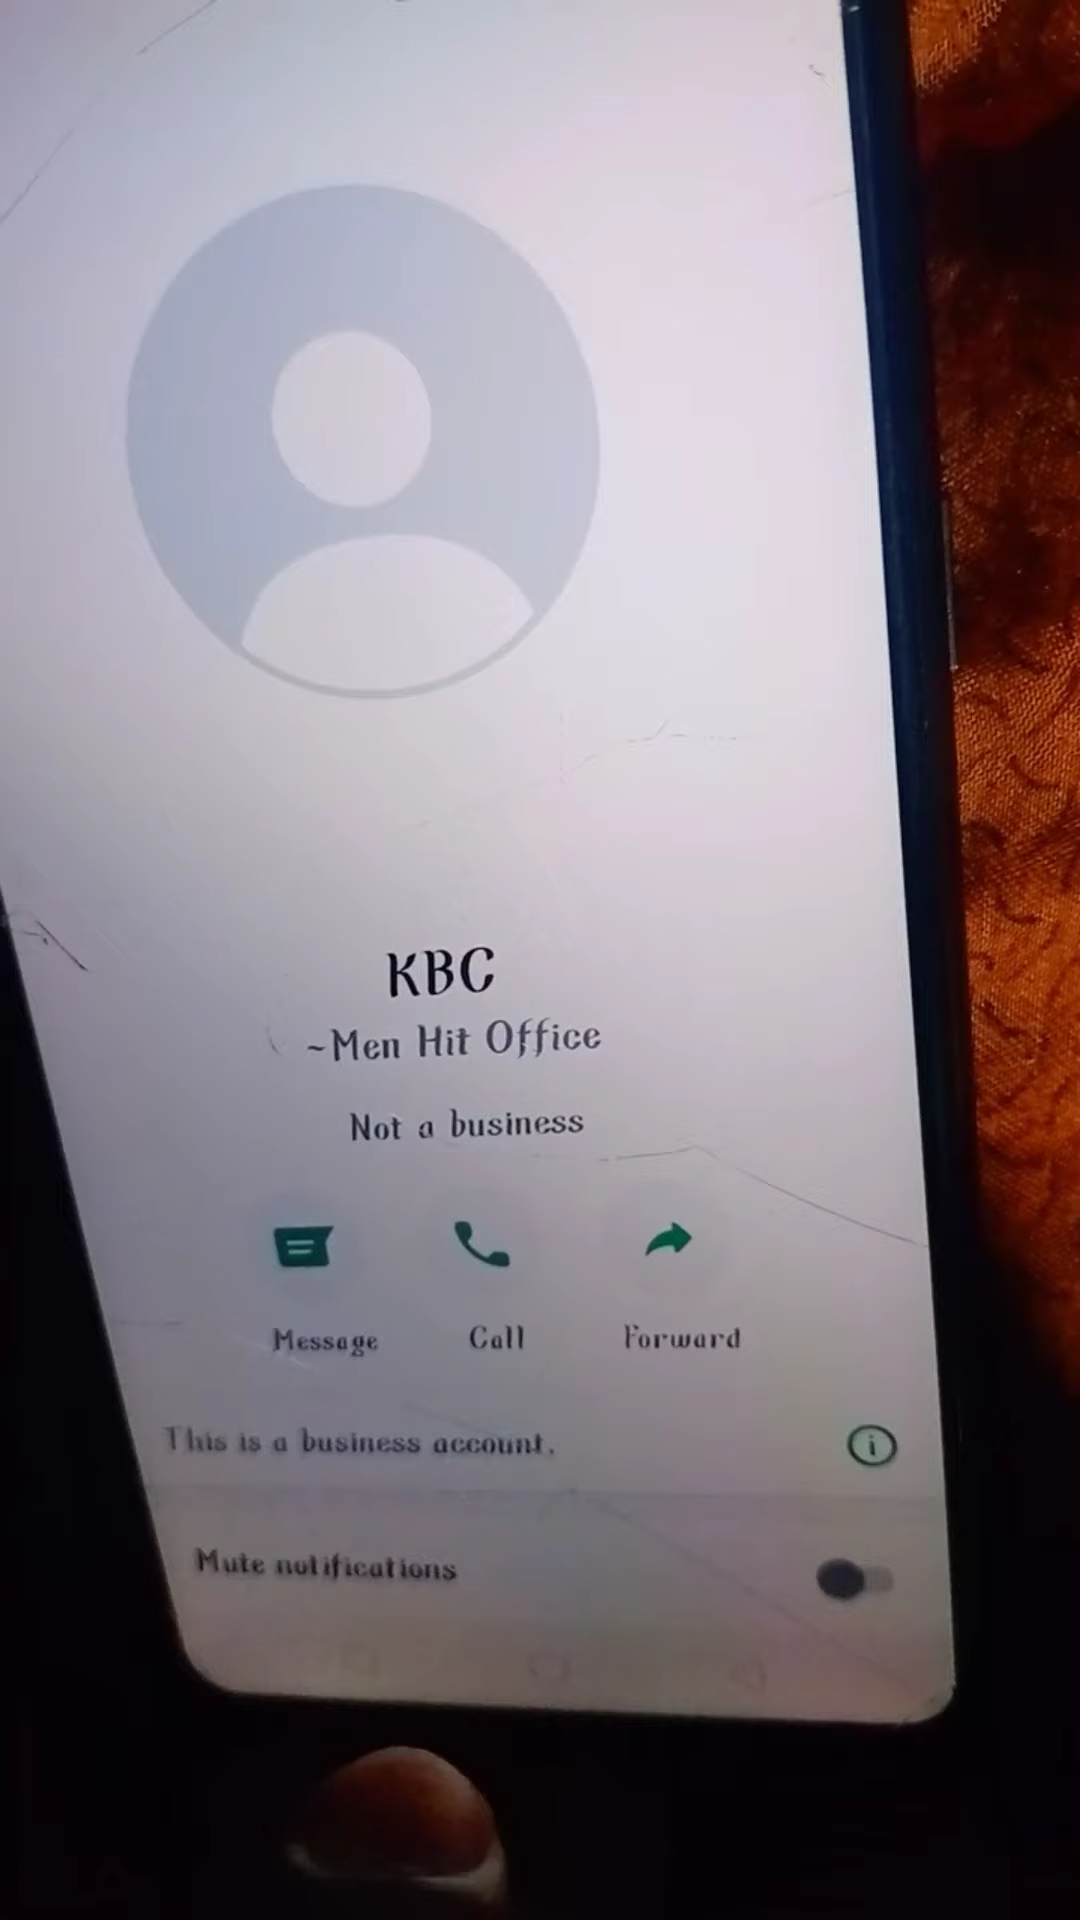 KBC
~Men Hit Office
Not a business
Message
Call
Forward
This is a business account.
Mute notifications